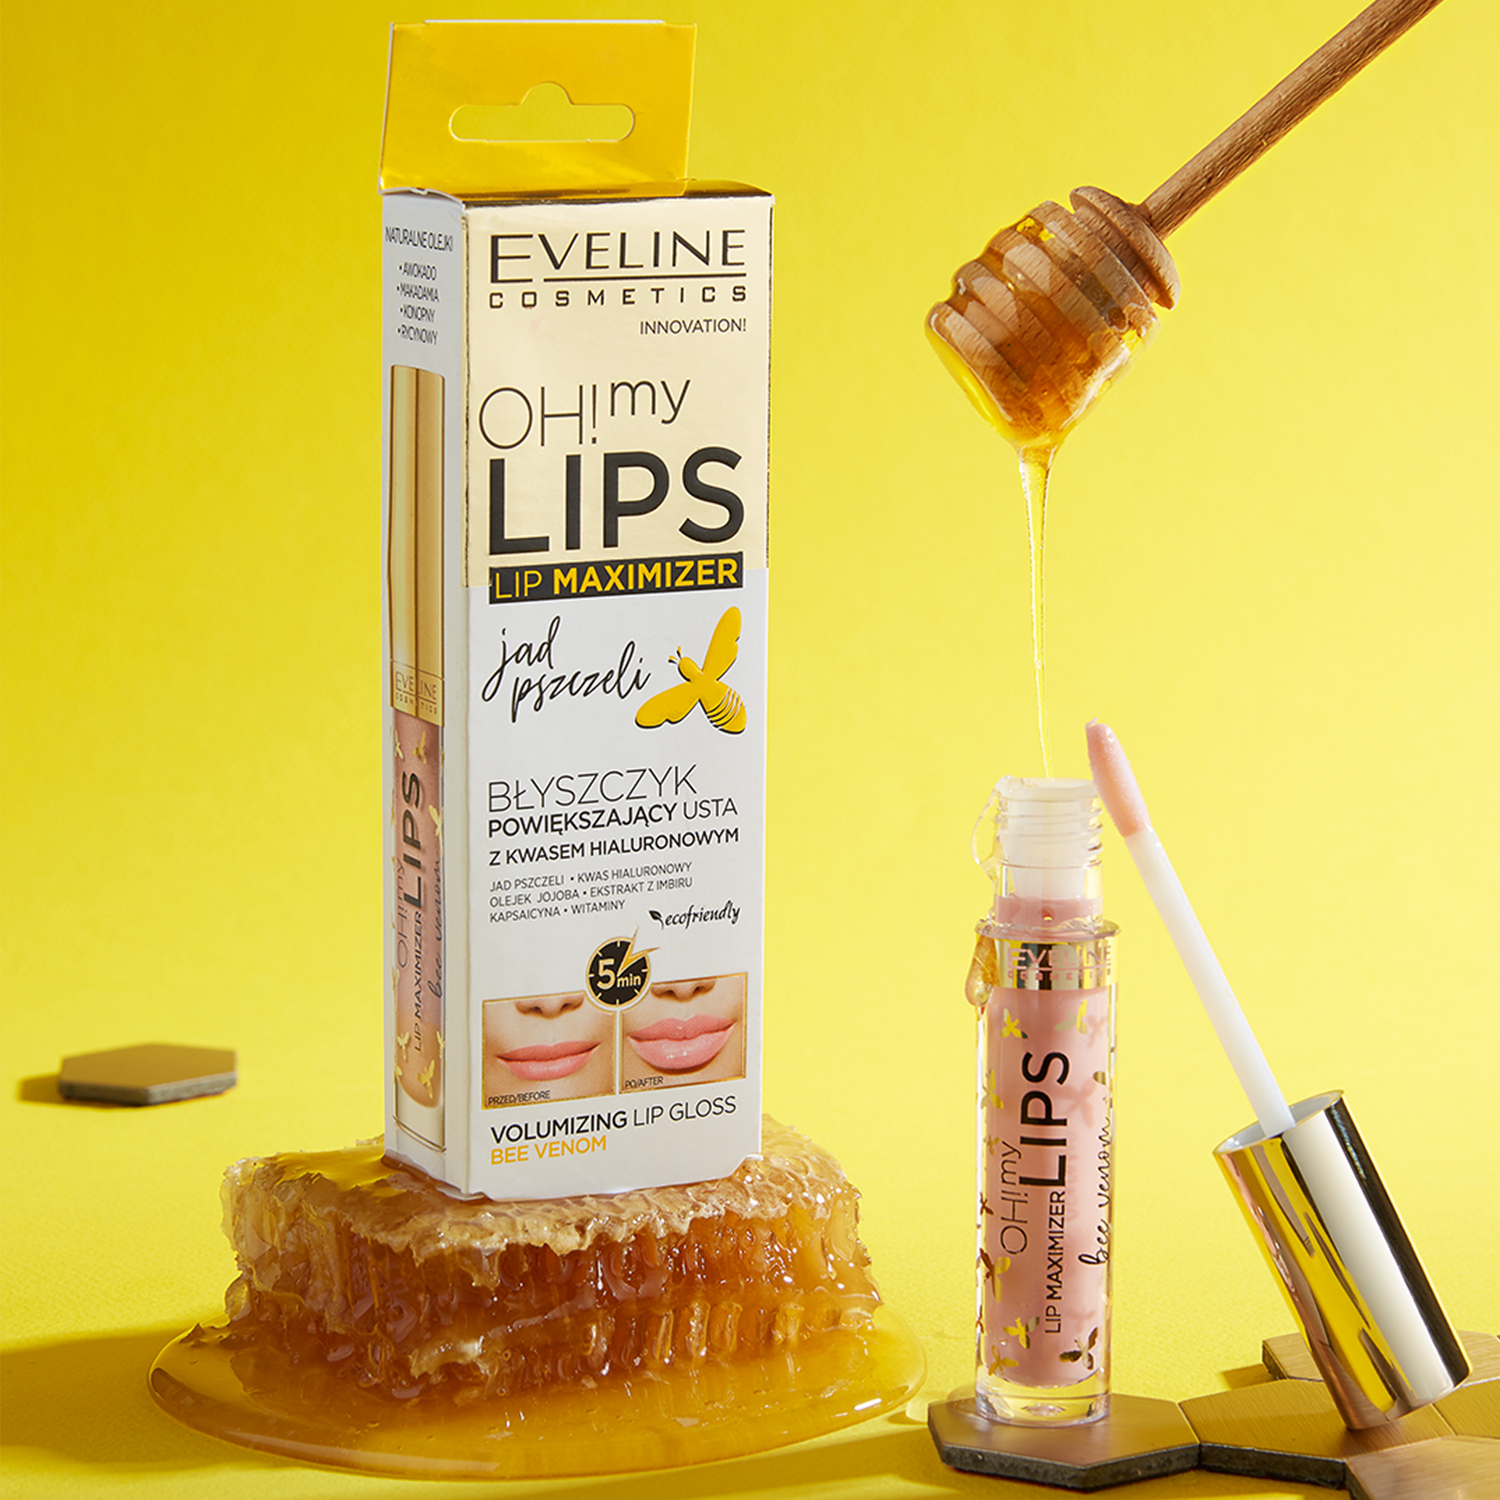 NATURALNE OLEJKI
• AWOKADO
• MAKADAMIA
• KONOPNY
• RYCYNOWY
EVELINE
COSMETICS
OH! my
LIPS
LIP MAXIMIZER
bee venom
EVELINE
COSMETICS
INNOVATION!
OH! my
LIPS
LIP MAXIMIZER
jad
pszczeli
BŁYSZCZYK
POWIĘKSZAJĄCY USTA
Z KWASEM HIALURONOWYM
JAD PSZCZELI • KWAS HIALURONOWY
OLEJEK JOJOBA • EKSTRAKT Z IMBIRU
KAPSAICYNA • WITAMINY
ecofriendly
5 min
PRZED/BEFORE
PO/AFTER
VOLUMIZING LIP GLOSS
BEE VENOM
EVELINE
COSMETICS
OH! my
LIPS
LIP MAXIMIZER
bee venom